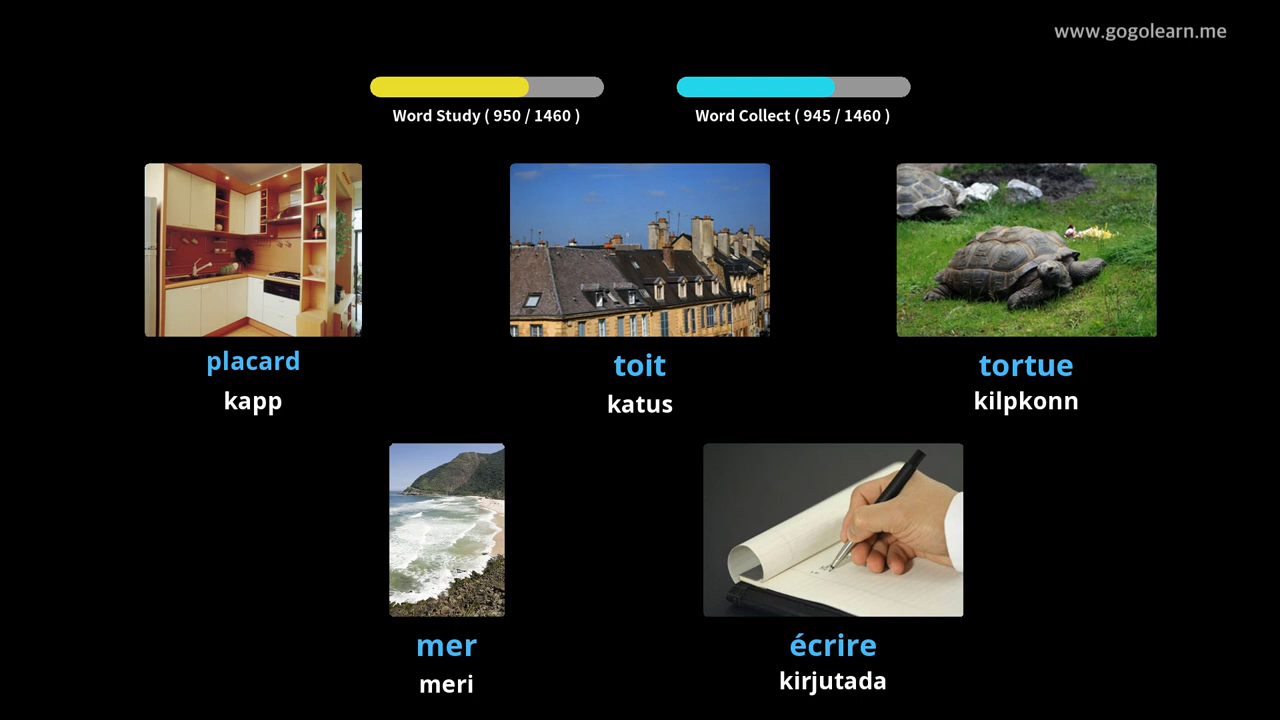 www.gogolearn.me
Word Study ( 950 / 1460 )
Word Collect ( 945 / 1460 )
placard
kapp
toit
katus
tortue
kilpkonn
mer
meri
écrire
kirjutada